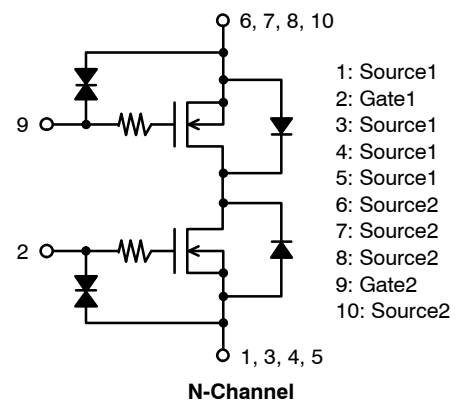 6, 7, 8, 10
1: Source1
2: Gate1
3: Source1
4: Source1
5: Source1
6: Source2
7: Source2
8: Source2
9: Gate2
10: Source2
9
2
1, 3, 4, 5
N-Channel